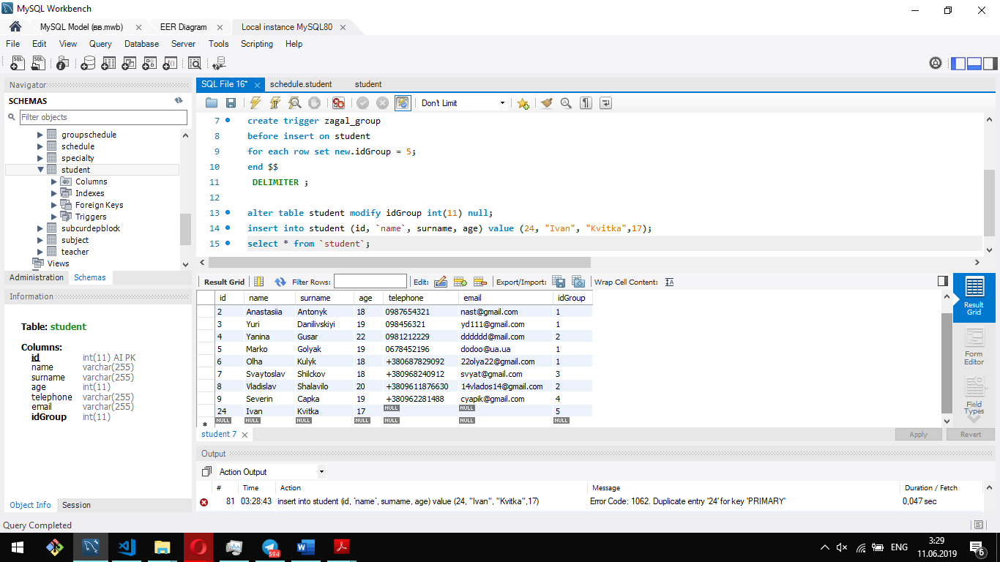 MySQL Workbench
MySQL Model (вв.mwb) EER Diagram Local instance MySQL80
File Edit View Query Database Server Tools Scripting Help
Navigator
SCHEMAS
Filter objects
groupschedule
schedule
specialty
student
Columns
Indexes
Foreign Keys
Triggers
subcurdepblock
subject
teacher
Views
Administration Schemas
Information
Table: student
Columns:
id int(11) AI PK
name varchar(255)
surname varchar(255)
age int(11)
telephone varchar(255)
email varchar(255)
idGroup int(11)
Object Info Session
SQL File 16* schedule.student student
Don't Limit
7 create trigger zagal_group
8 before insert on student
9 for each row set new.idGroup = 5;
10 end $$
11 DELIMITER ;
12
13 alter table student modify idGroup int(11) null;
14 insert into student (id, `name`, surname, age) value (24, "Ivan", "Kvitka",17);
15 select * from `student`;
Result Grid Filter Rows: Edit: Export/Import: Wrap Cell Content:
id name surname age telephone email idGroup
2 Anastasiia Antonyk 18 0987654321 nast@gmail.com 1
3 Yuri Danilivskiyi 19 098456321 yd111@gmail.com 1
4 Yanina Gusar 22 0981212229 dddddd@mail.com 2
5 Marko Golyak 19 0678452196 dodoo@ua.ua 1
6 Olha Kulyk 18 +380687829092 22olya22@gmail.com 1
7 Svaytoslav Shilckov 18 +380968240912 svyat@gmail.com 3
8 Vladislav Shalavilo 20 +3809611876630 14vlados14@gmail.com 2
9 Severin Capka 19 +380962281488 cyapik@gmail.com 4
24 Ivan Kvitka 17 NULL NULL 5
NULL NULL NULL NULL NULL NULL NULL
Result Grid
Form Editor
Field Types
student 7 Apply Revert
Output
Action Output
# Time Action Message Duration / Fetch
81 03:28:43 insert into student (id, `name`, surname, age) value (24, "Ivan", "Kvitka",17) Error Code: 1062. Duplicate entry '24' for key 'PRIMARY' 0,047 sec
Query Completed
594
ENG
3:29
11.06.2019
6